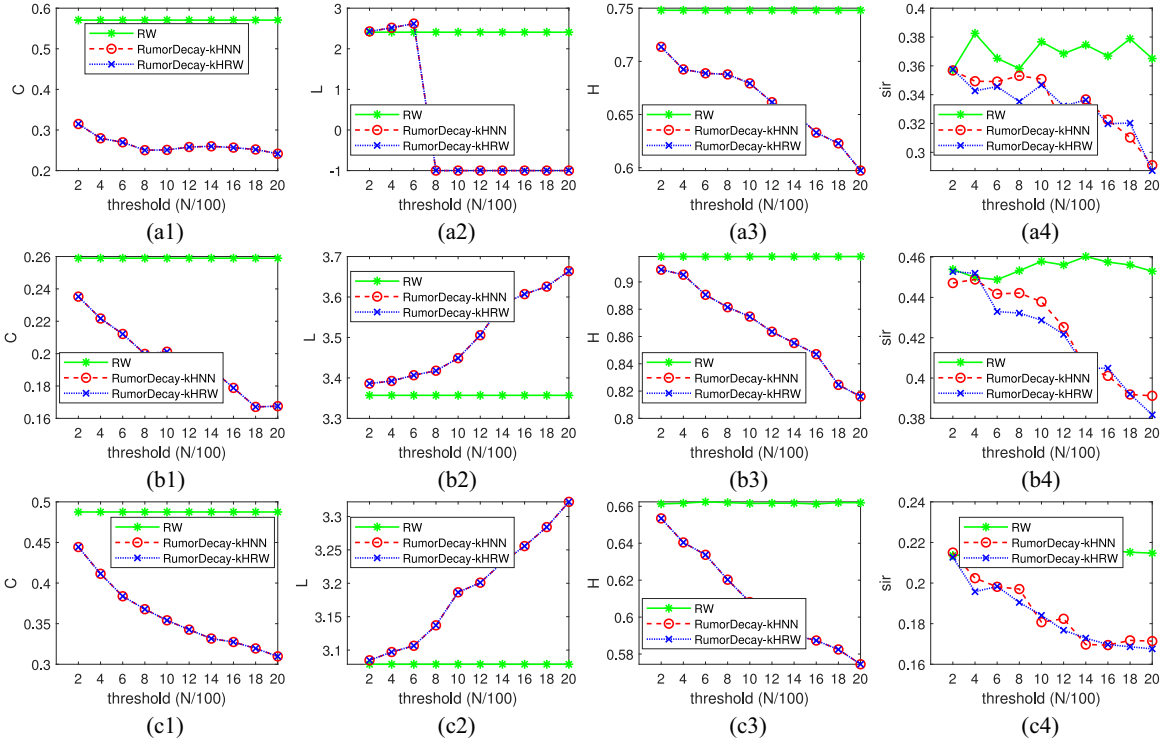 0.6
0.5
0.4
0.3
0.2
C
RW
RumorDecay-kHNN
RumorDecay-kHRW
2 4 6 8 10 12 14 16 18 20
threshold (N/100)
(a1)
3
2
1
0
-1
L
RW
RumorDecay-kHNN
RumorDecay-kHRW
2 4 6 8 10 12 14 16 18 20
threshold (N/100)
(a2)
0.75
0.7
0.65
0.6
H
RW
RumorDecay-kHNN
RumorDecay-kHRW
2 4 6 8 10 12 14 16 18 20
threshold (N/100)
(a3)
0.4
0.38
0.36
0.34
0.32
0.3
sir
RW
RumorDecay-kHNN
RumorDecay-kHRW
2 4 6 8 10 12 14 16 18 20
threshold (N/100)
(a4)
0.26
0.24
0.22
0.2
0.18
0.16
C
RW
RumorDecay-kHNN
RumorDecay-kHRW
2 4 6 8 10 12 14 16 18 20
threshold (N/100)
(b1)
3.7
3.6
3.5
3.4
3.3
L
RW
RumorDecay-kHNN
RumorDecay-kHRW
2 4 6 8 10 12 14 16 18 20
threshold (N/100)
(b2)
0.9
0.88
0.86
0.84
0.82
0.8
H
RW
RumorDecay-kHNN
RumorDecay-kHRW
2 4 6 8 10 12 14 16 18 20
threshold (N/100)
(b3)
0.46
0.44
0.42
0.4
0.38
sir
RW
RumorDecay-kHNN
RumorDecay-kHRW
2 4 6 8 10 12 14 16 18 20
threshold (N/100)
(b4)
0.5
0.45
0.4
0.35
0.3
C
RW
RumorDecay-kHNN
RumorDecay-kHRW
2 4 6 8 10 12 14 16 18 20
threshold (N/100)
(c1)
3.3
3.25
3.2
3.15
3.1
L
RW
RumorDecay-kHNN
RumorDecay-kHRW
2 4 6 8 10 12 14 16 18 20
threshold (N/100)
(c2)
0.66
0.64
0.62
0.6
0.58
H
RW
RumorDecay-kHNN
RumorDecay-kHRW
2 4 6 8 10 12 14 16 18 20
threshold (N/100)
(c3)
0.24
0.22
0.2
0.18
0.16
sir
RW
RumorDecay-kHNN
RumorDecay-kHRW
2 4 6 8 10 12 14 16 18 20
threshold (N/100)
(c4)